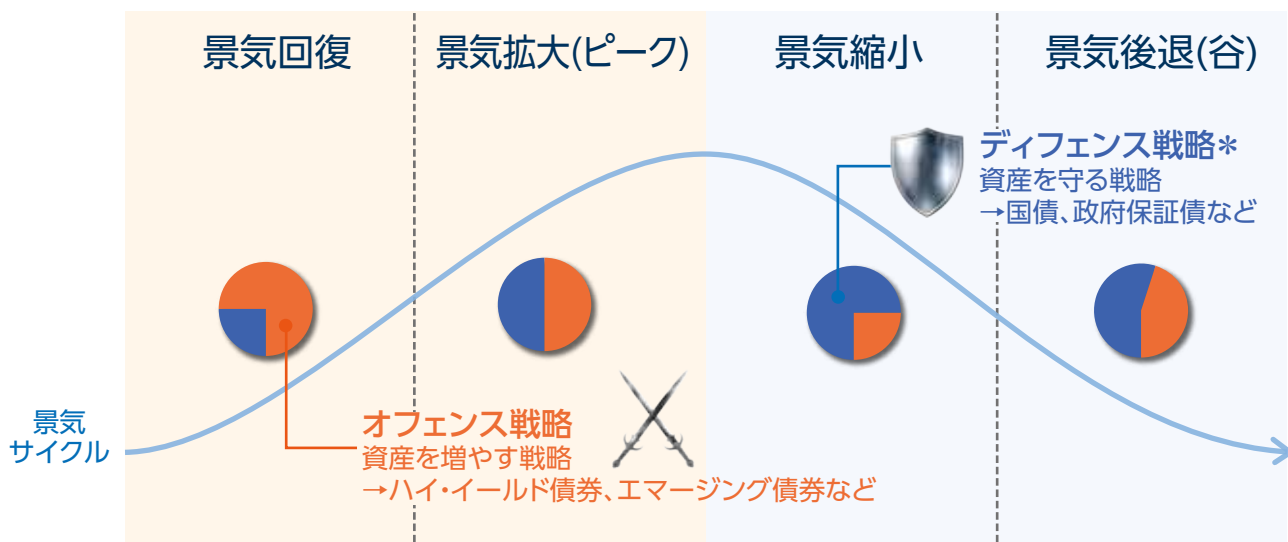 景気回復
景気拡大(ピーク)
景気縮小
景気後退(谷)
ディフェンス戦略＊
資産を守る戦略
→国債、政府保証債など
オフェンス戦略
資産を増やす戦略
→ハイ・イールド債券、エマージング債券など
景気
サイクル